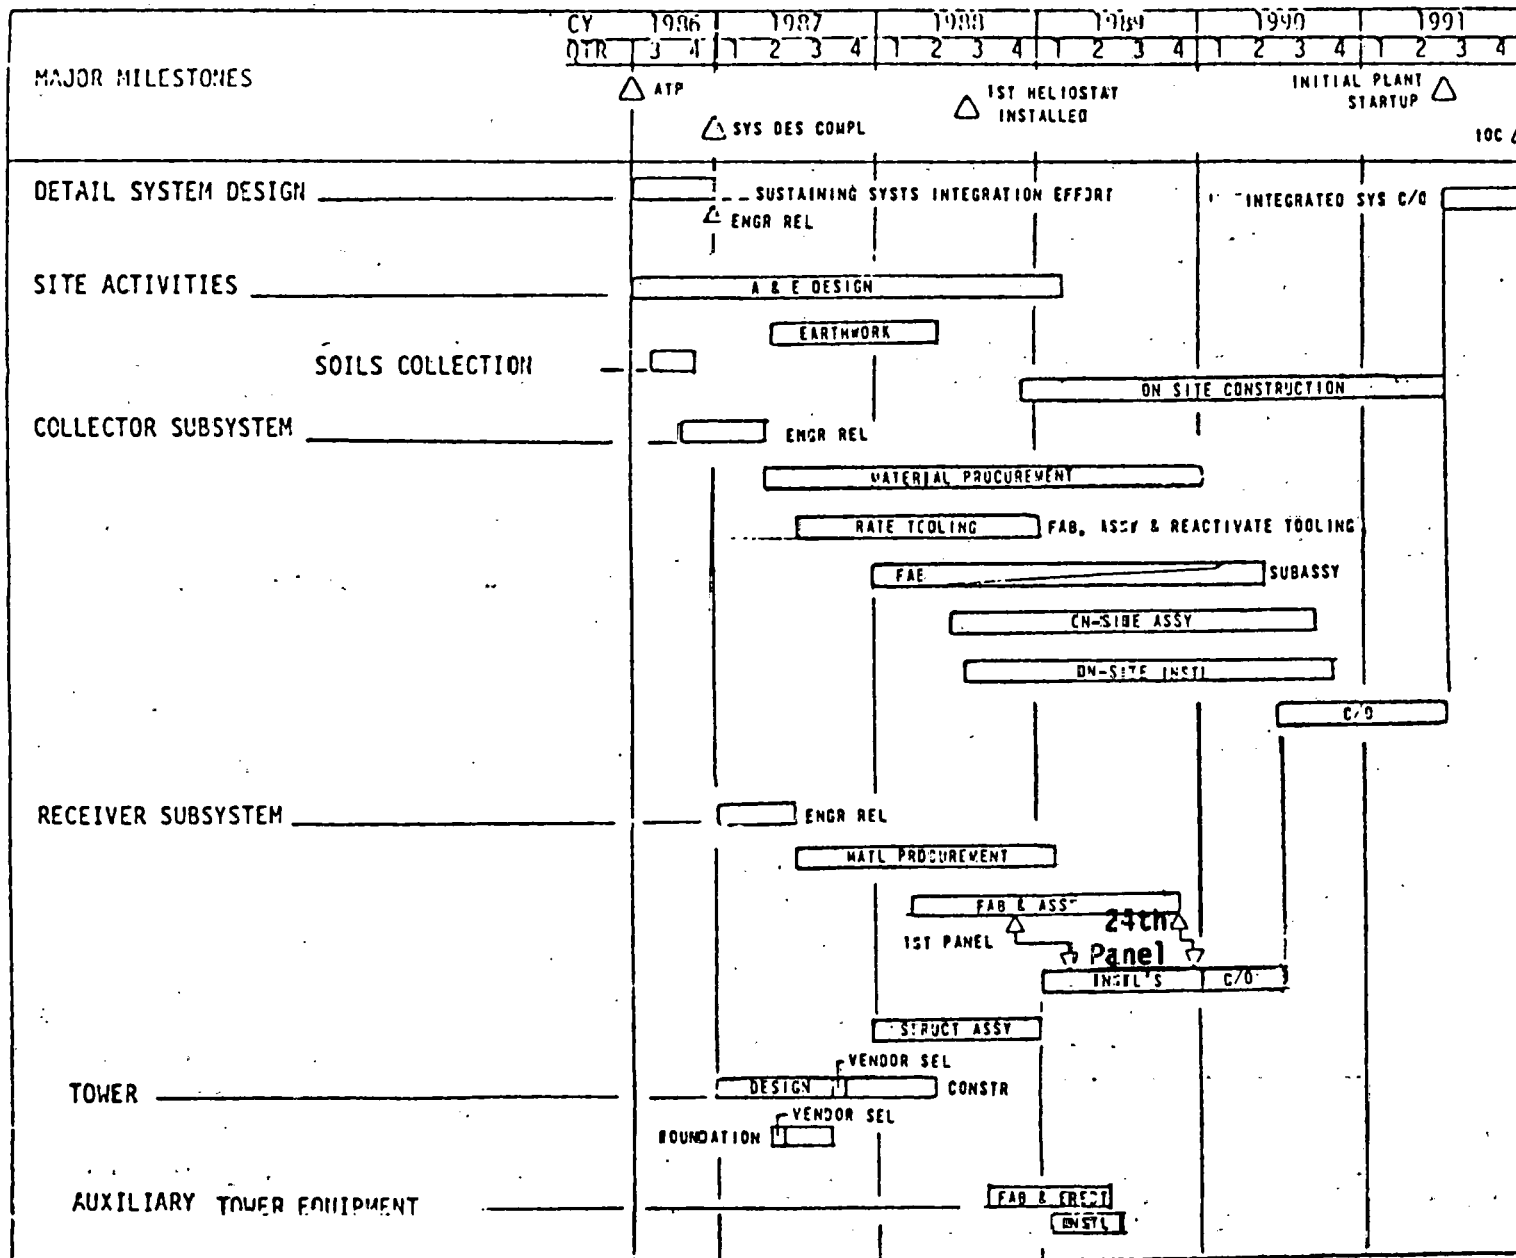 CY 1986 1987 1988 1989 1990 1991
QTR 3 4 1 2 3 4 1 2 3 4 1 2 3 4 1 2 3 4 1 2 3 4
MAJOR MILESTONES
ATP
1ST HELIOSTAT
INSTALLED
INITIAL PLANT
STARTUP
SYS DES COMPL
IOC
DETAIL SYSTEM DESIGN
SUSTAINING SYSTS INTEGRATION EFFORT
INTEGRATED SYS C/O
ENGR REL
SITE ACTIVITIES
A & E DESIGN
EARTHWORK
SOILS COLLECTION
ON SITE CONSTRUCTION
COLLECTOR SUBSYSTEM
ENGR REL
MATERIAL PROCUREMENT
RATE TOOLING
FAB, ASSY & REACTIVATE TOOLING
FAB
SUBASSY
ON-SITE ASSY
ON-SITE INSTL
C/O
RECEIVER SUBSYSTEM
ENGR REL
MATL PROCUREMENT
FAB & ASSY
1ST PANEL
24th
Panel
INSTL'S C/O
STRUCT ASSY
VENDOR SEL
TOWER
DESIGN
CONSTR
VENDOR SEL
FOUNDATION
AUXILIARY TOWER EQUIPMENT
FAB & ERECT
INSTL